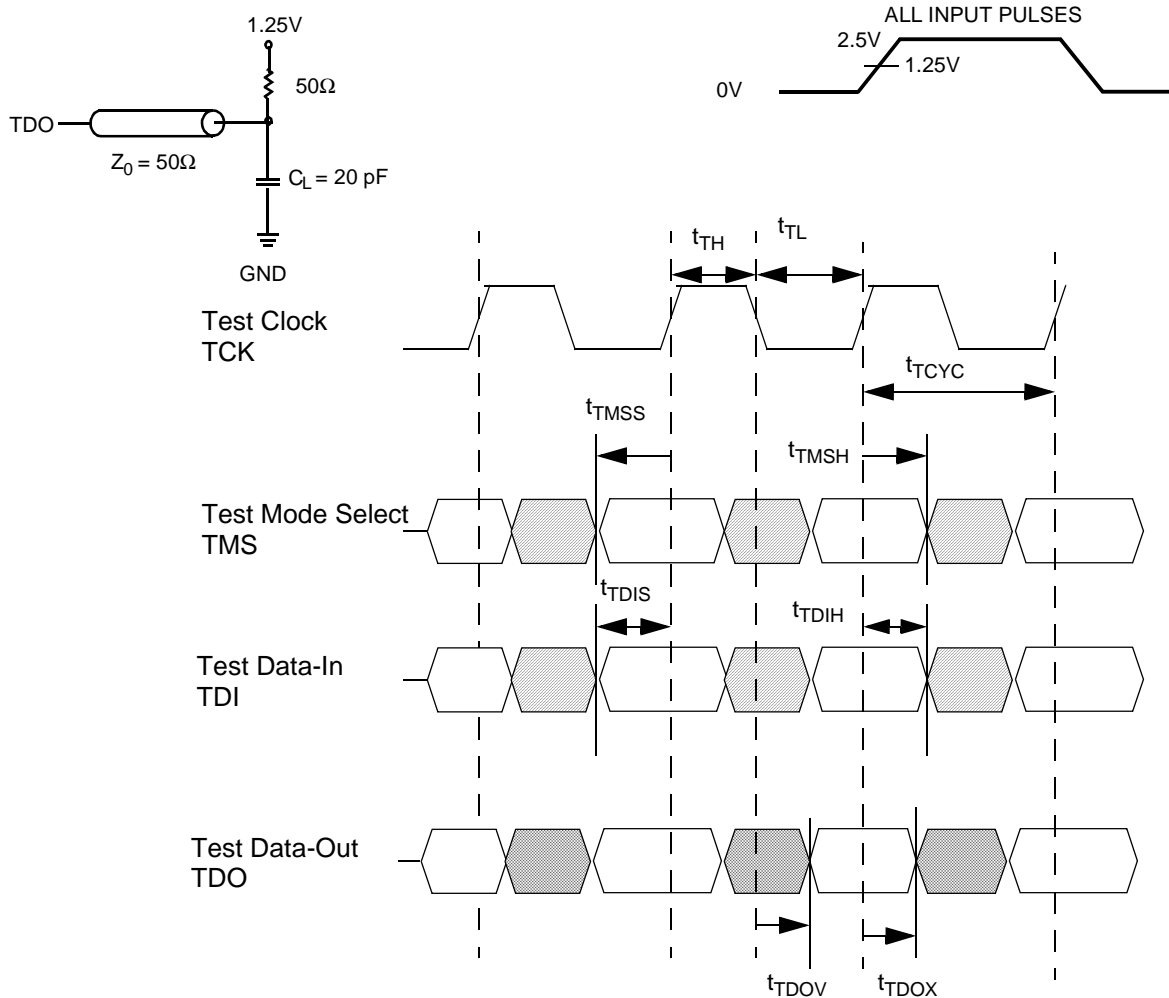 1.25V
50Ω
TDO
Z0 = 50Ω
CL = 20 pF
GND
ALL INPUT PULSES
2.5V
1.25V
0V
tTH
tTL
Test Clock
TCK
tTCYC
tTMSS
tTMSH
Test Mode Select
TMS
tTDIS
tTDIH
Test Data-In
TDI
Test Data-Out
TDO
tTDOV
tTDOX